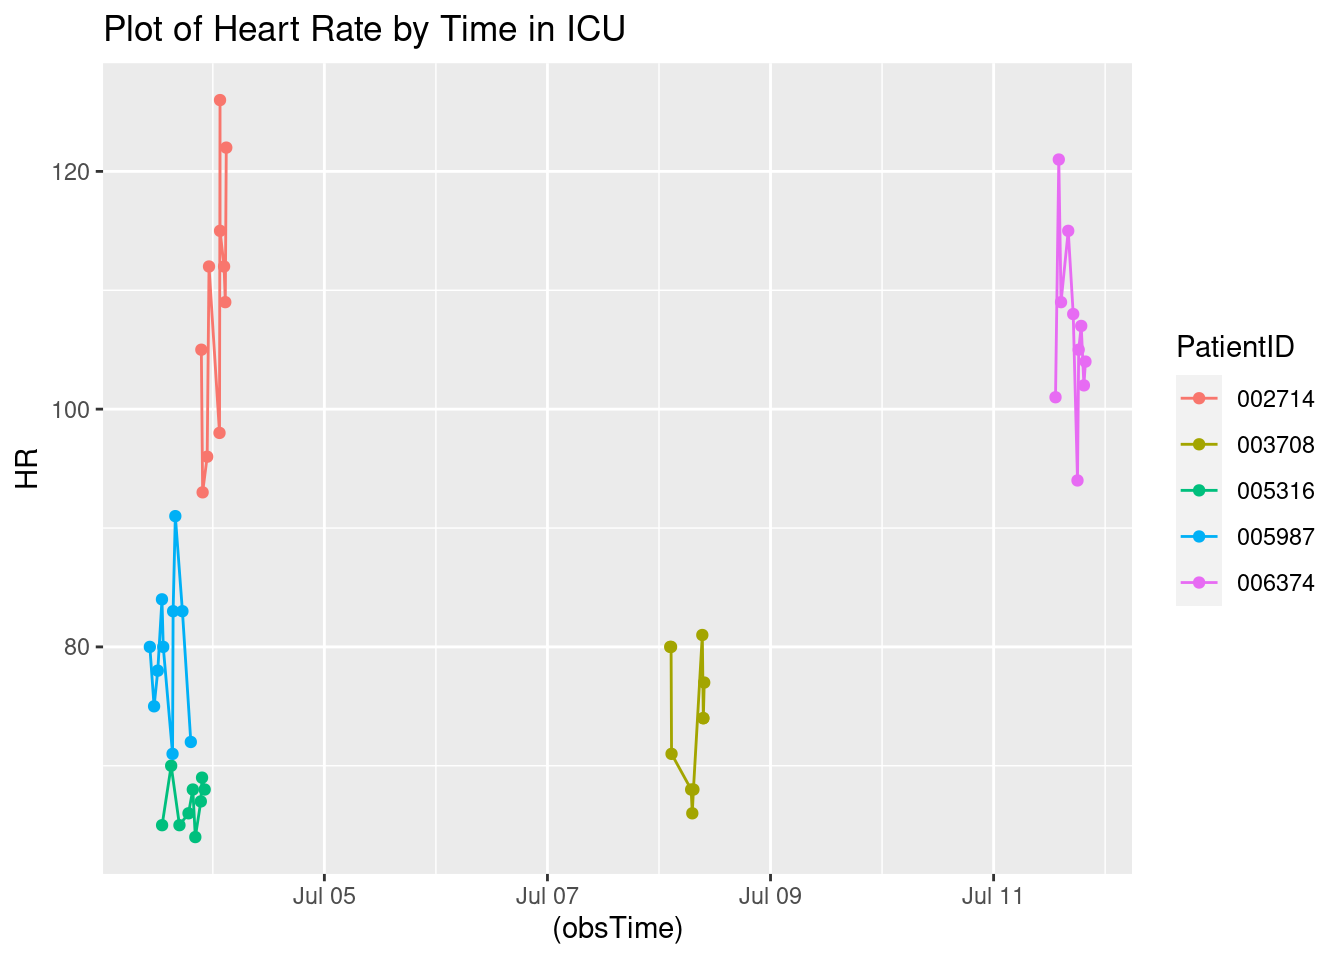 Plot of Heart Rate by Time in ICU
120
100
80
HR
Jul 05
Jul 07
Jul 09
Jul 11
(obsTime)
PatientID
002714
003708
005316
005987
006374